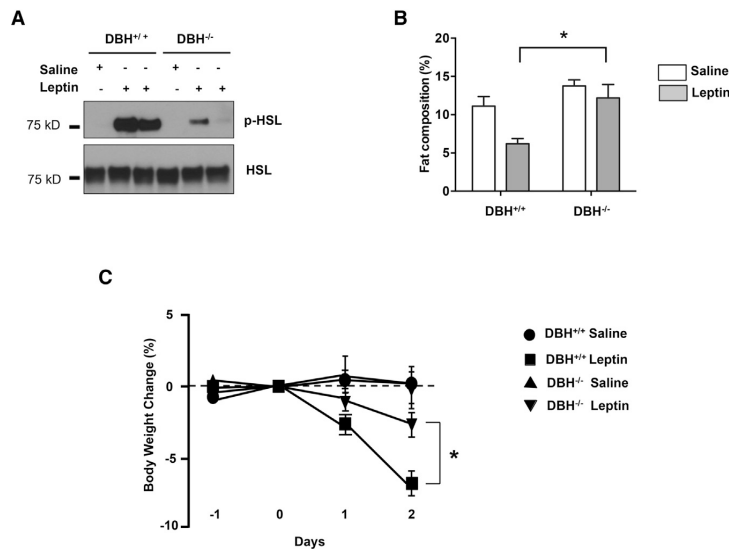 A
DBH+/+ DBH-/-
Saline + - - + - -
Leptin - + + - + +
75 kD p-HSL
75 kD HSL
B
Fat composition (%)
20
15
10
5
0
*
DBH+/+ DBH-/-
Saline
Leptin
C
Body Weight Change (%)
5
0
-5
-10
-1 0 1 2
Days
*
DBH+/+ Saline
DBH+/+ Leptin
DBH-/- Saline
DBH-/- Leptin